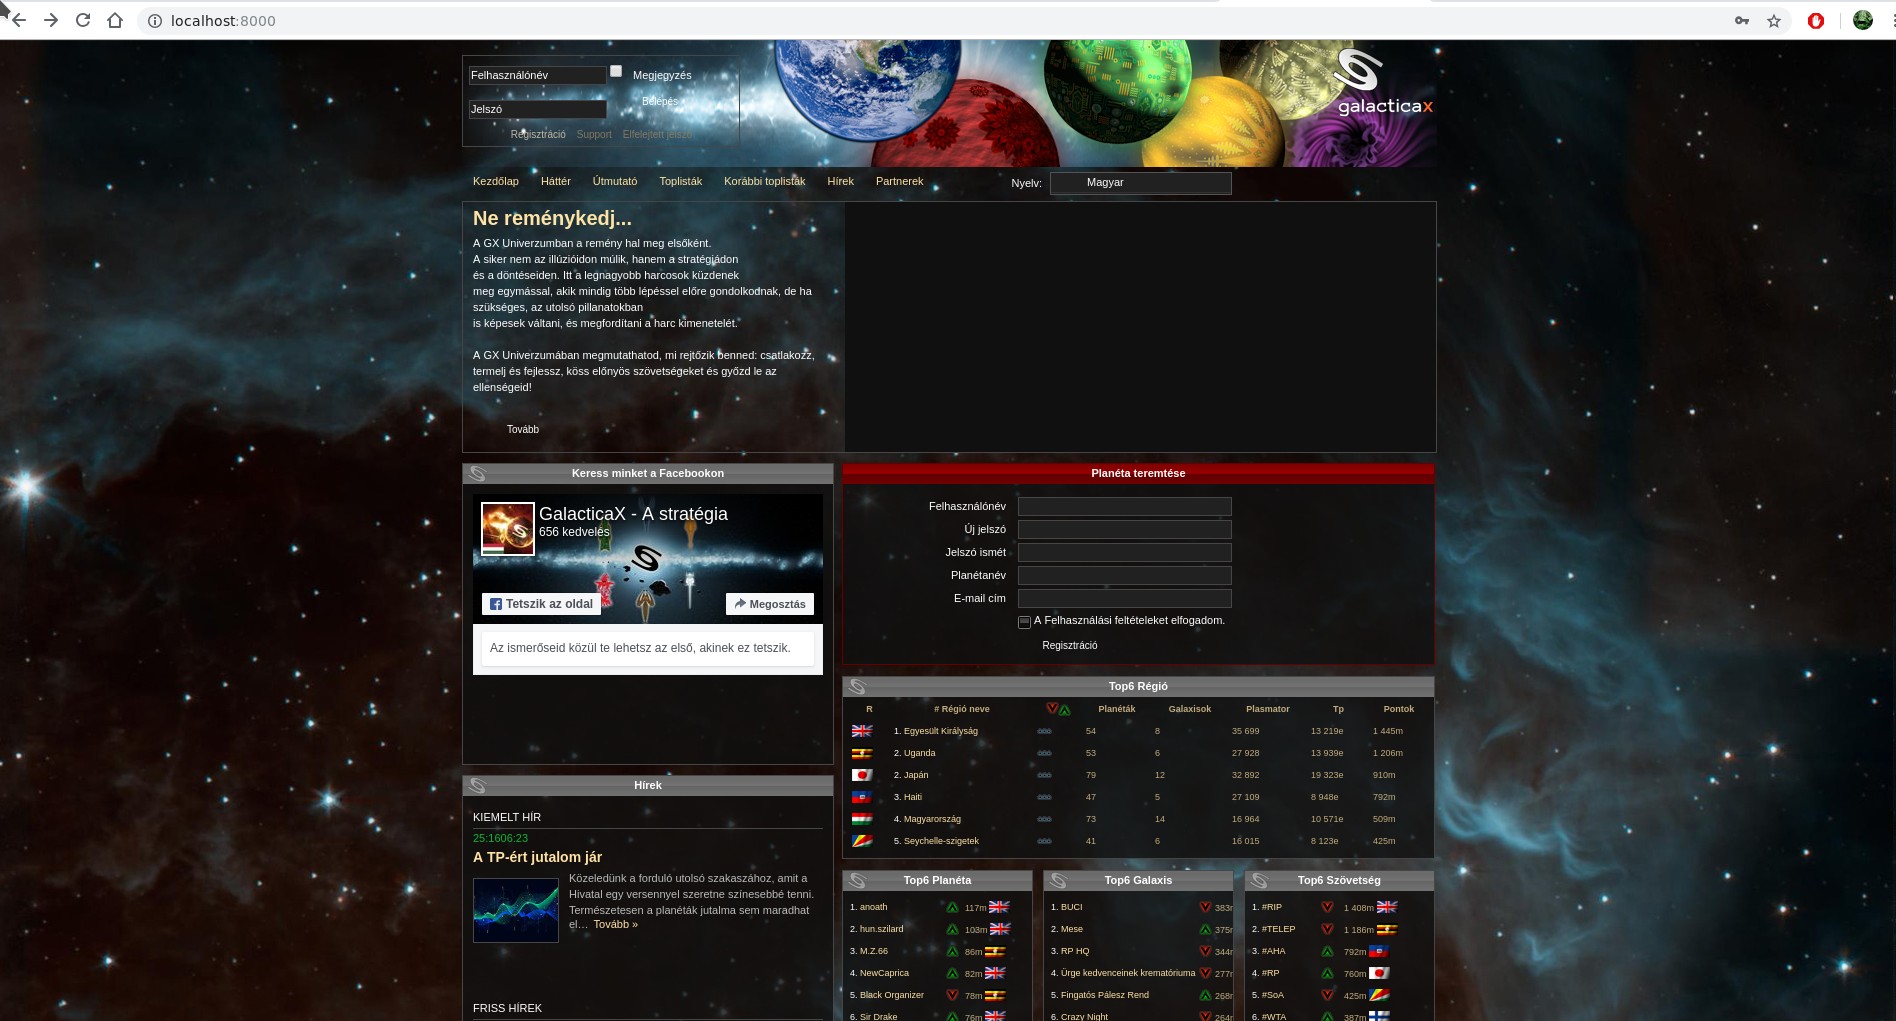 localhost:8000
Felhasználónév
Megjegyzés
Belépés
Jelszó
Regisztráció Support Elfelejtett jelszó
galacticax
Kezdőlap Háttér Útmutató Toplisták Korábbi toplisták Hírek Partnerek
Nyelv: Magyar
Ne reménykedj...
A GX Univerzumban a remény hal meg elsőként.
A siker nem az illúzióidon múlik, hanem a stratégiádon
és a döntéseiden. Itt a legnagyobb harcosok küzdenek
meg egymással, akik mindig több lépéssel előre gondolkodnak, de ha
szükséges, az utolsó pillanatokban
is képesek váltani, és megfordítani a harc kimenetelét.
A GX Univerzumában megmutathatod, mi rejtőzik benned: csatlakozz,
termelj és fejlessz, köss előnyös szövetségeket és győzd le az
ellenségeid!
Tovább
Keress minket a Facebookon
GalacticaX - A stratégia
656 kedvelés
Tetszik az oldal
Megosztás
Az ismerőseid közül te lehetsz az első, akinek ez tetszik.
Hírek
KIEMELT HÍR
25:1606:23
A TP-ért jutalom jár
Közeledünk a forduló utolsó szakaszához, amit a
Hivatal egy versennyel szeretne színesebbé tenni.
Természetesen a planéták jutalma sem maradhat
el… Tovább »
FRISS HÍREK
Planéta teremtése
Felhasználónév
Új jelszó
Jelszó ismét
Planétanév
E-mail cím
A Felhasználási feltételeket elfogadom.
Regisztráció
Top6 Régió
R # Régió neve Planéták Galaxisok Plasmator Tp Pontok
1. Egyesült Királyság 54 8 35 699 13 219e 1 445m
2. Uganda 53 6 27 928 13 939e 1 206m
2. Japán 79 12 32 892 19 323e 910m
3. Haiti 47 5 27 109 8 948e 792m
4. Magyarország 73 14 16 964 10 571e 509m
5. Seychelle-szigetek 41 6 16 015 8 123e 425m
Top6 Planéta
1. anoath 117m
2. hun.szilard 103m
3. M.Z.66 86m
4. NewCaprica 82m
5. Black Organizer 78m
6. Sir Drake 76m
Top6 Galaxis
1. BUCI 383m
2. Mese 375m
3. RP HQ 344m
4. Ürge kedvenceinek krematóriuma 277m
5. Fingatós Pálesz Rend 268m
6. Crazy Night 264m
Top6 Szövetség
1. #RIP 1 408m
2. #TELEP 1 186m
3. #AHA 792m
4. #RP 760m
5. #SoA 425m
6. #WTA 387m